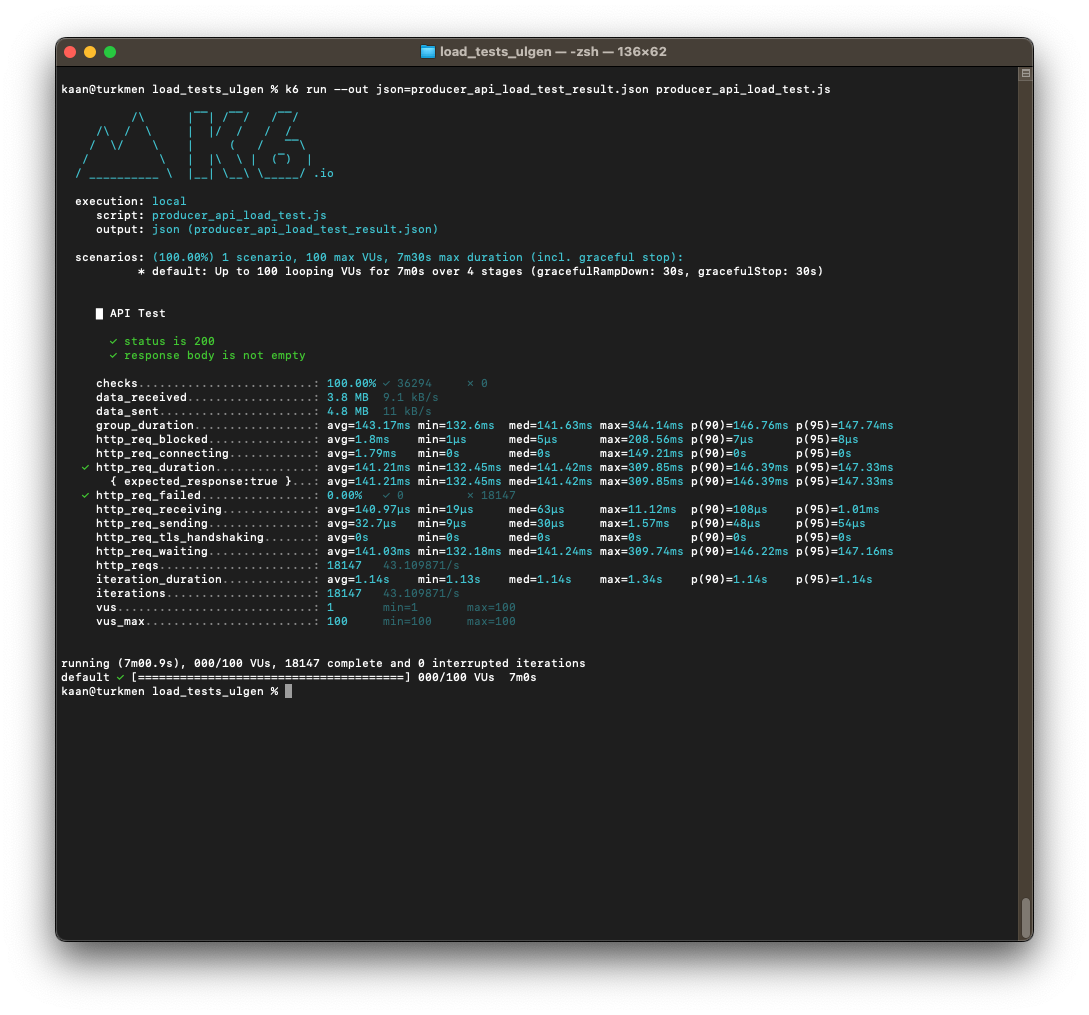 load_tests_ulgen — -zsh — 136×62
kaan@turkmen load_tests_ulgen % k6 run --out json=producer_api_load_test_result.json producer_api_load_test.js
          /\      |‾‾| /‾‾/   /‾‾/
     /\  /  \     |  |/  /   /  /
    /  \/    \    |     (   /   ‾‾\
   /          \   |  |\  \ |  (‾)  |
  / __________ \  |__| \__\ \_____/ .io
  execution: local
     script: producer_api_load_test.js
     output: json (producer_api_load_test_result.json)
  scenarios: (100.00%) 1 scenario, 100 max VUs, 7m30s max duration (incl. graceful stop):
           * default: Up to 100 looping VUs for 7m0s over 4 stages (gracefulRampDown: 30s, gracefulStop: 30s)
     █ API Test
       ✓ status is 200
       ✓ response body is not empty
     checks.........................: 100.00% ✓ 36294     ✗ 0
     data_received..................: 3.8 MB  9.1 kB/s
     data_sent......................: 4.8 MB  11 kB/s
     group_duration.................: avg=143.17ms min=132.6ms  med=141.63ms max=344.14ms p(90)=146.76ms p(95)=147.74ms
     http_req_blocked...............: avg=1.8ms    min=1µs      med=5µs      max=208.56ms p(90)=7µs      p(95)=8µs
     http_req_connecting............: avg=1.79ms   min=0s       med=0s       max=149.21ms p(90)=0s       p(95)=0s
   ✓ http_req_duration..............: avg=141.21ms min=132.45ms med=141.42ms max=309.85ms p(90)=146.39ms p(95)=147.33ms
       { expected_response:true }...: avg=141.21ms min=132.45ms med=141.42ms max=309.85ms p(90)=146.39ms p(95)=147.33ms
   ✓ http_req_failed................: 0.00%   ✓ 0         ✗ 18147
     http_req_receiving.............: avg=140.97µs min=19µs     med=63µs     max=11.12ms  p(90)=108µs    p(95)=1.01ms
     http_req_sending...............: avg=32.7µs   min=9µs      med=30µs     max=1.57ms   p(90)=48µs     p(95)=54µs
     http_req_tls_handshaking.......: avg=0s       min=0s       med=0s       max=0s       p(90)=0s       p(95)=0s
     http_req_waiting...............: avg=141.03ms min=132.18ms med=141.24ms max=309.74ms p(90)=146.22ms p(95)=147.16ms
     http_reqs......................: 18147   43.109871/s
     iteration_duration.............: avg=1.14s    min=1.13s    med=1.14s    max=1.34s    p(90)=1.14s    p(95)=1.14s
     iterations.....................: 18147   43.109871/s
     vus............................: 1       min=1       max=100
     vus_max........................: 100     min=100     max=100
running (7m00.9s), 000/100 VUs, 18147 complete and 0 interrupted iterations
default ✓ [======================================] 000/100 VUs  7m0s
kaan@turkmen load_tests_ulgen %